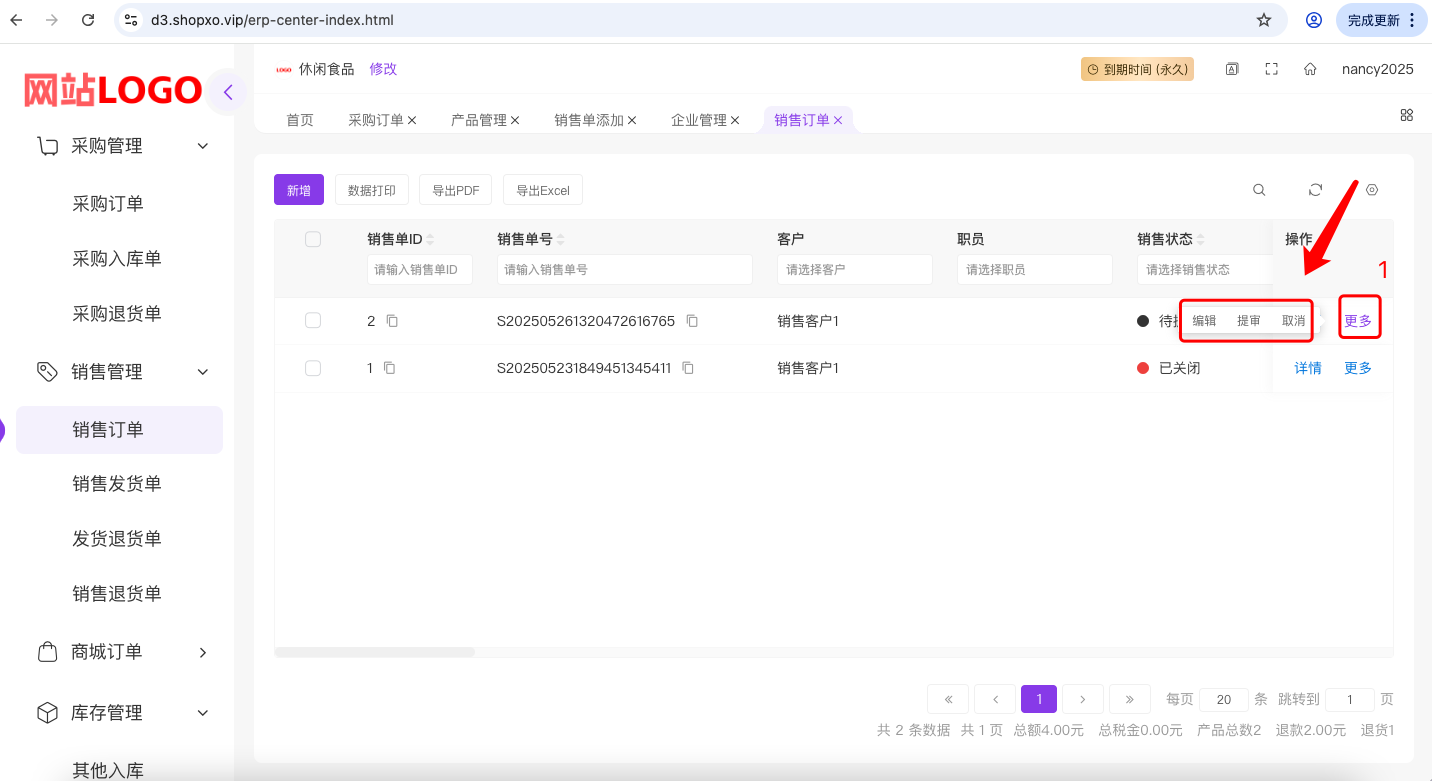 d3.shopxo.vip/erp-center-index.html 完成更新
网站LOGO
LOGO 休闲食品 修改 到期时间 (永久) A nancy2025
首页 采购订单 产品管理 销售单添加 企业管理 销售订单
采购管理
采购订单
采购入库单
采购退货单
销售管理
销售订单
销售发货单
发货退货单
销售退货单
商城订单
库存管理
其他入库
新增 数据打印 导出PDF 导出Excel
销售单ID 销售单号 客户 职员 销售状态 操作
请输入销售单ID 请输入销售单号 请选择客户 请选择职员 请选择销售状态 1
2 S202505261320472616765 销售客户1 待 编辑 提审 取消 更多
1 S202505231849451345411 销售客户1 已关闭 详情 更多
« ‹ 1 › » 每页 20 条 跳转到 1 页
共 2 条数据 共 1 页 总额4.00元 总税金0.00元 产品总数2 退款2.00元 退货1